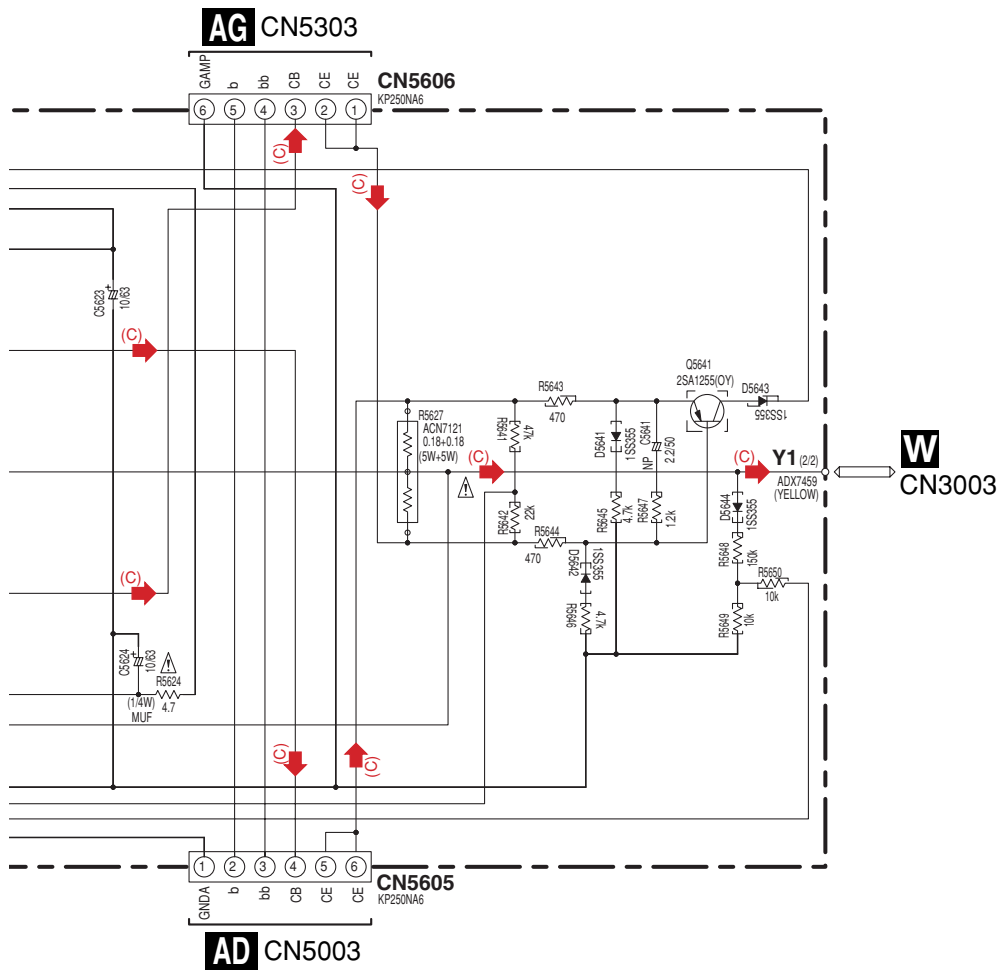 AG CN5303
GAMP
b
bb
CB
CE
CE
CN5606
KP250NA6
6 5 4 3 2 1
(C)
(C)
C5623
+
10/63
(C)
Q5641
2SA1255(OY)
R5643
470
D5643
1SS355
R5627
ACN7121
0.18+0.18
(5W+5W)
R5641
47k
D5641
1SS355
C5641
2.2/50
NP
(C)
(C)
Y1 (2/2)
ADX7459
(YELLOW)
W
CN3003
R5642
22k
R5645
4.7k
R5647
1.2k
D5644
1SS355
R5644
470
D5642
1SS355
R5648
150k
R5650
10k
(C)
R5646
4.7k
R5649
10k
C5624
+
10/63
R5624
4.7
(1/4W)
MUF
(C)
(C)
1 2 3 4 5 6
CN5605
KP250NA6
GNDA
b
bb
CB
CE
CE
AD CN5003